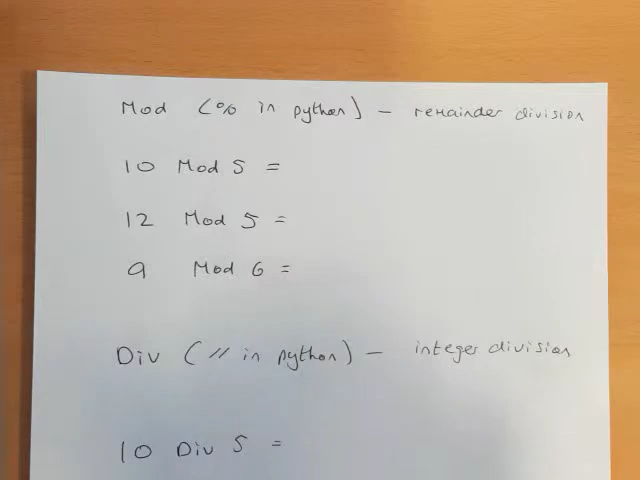 Mod (% in python) - remainder division
10 Mod 5 =
12 Mod 5 =
9 Mod 6 =
Div (// in python) - integer division
10 Div 5 =